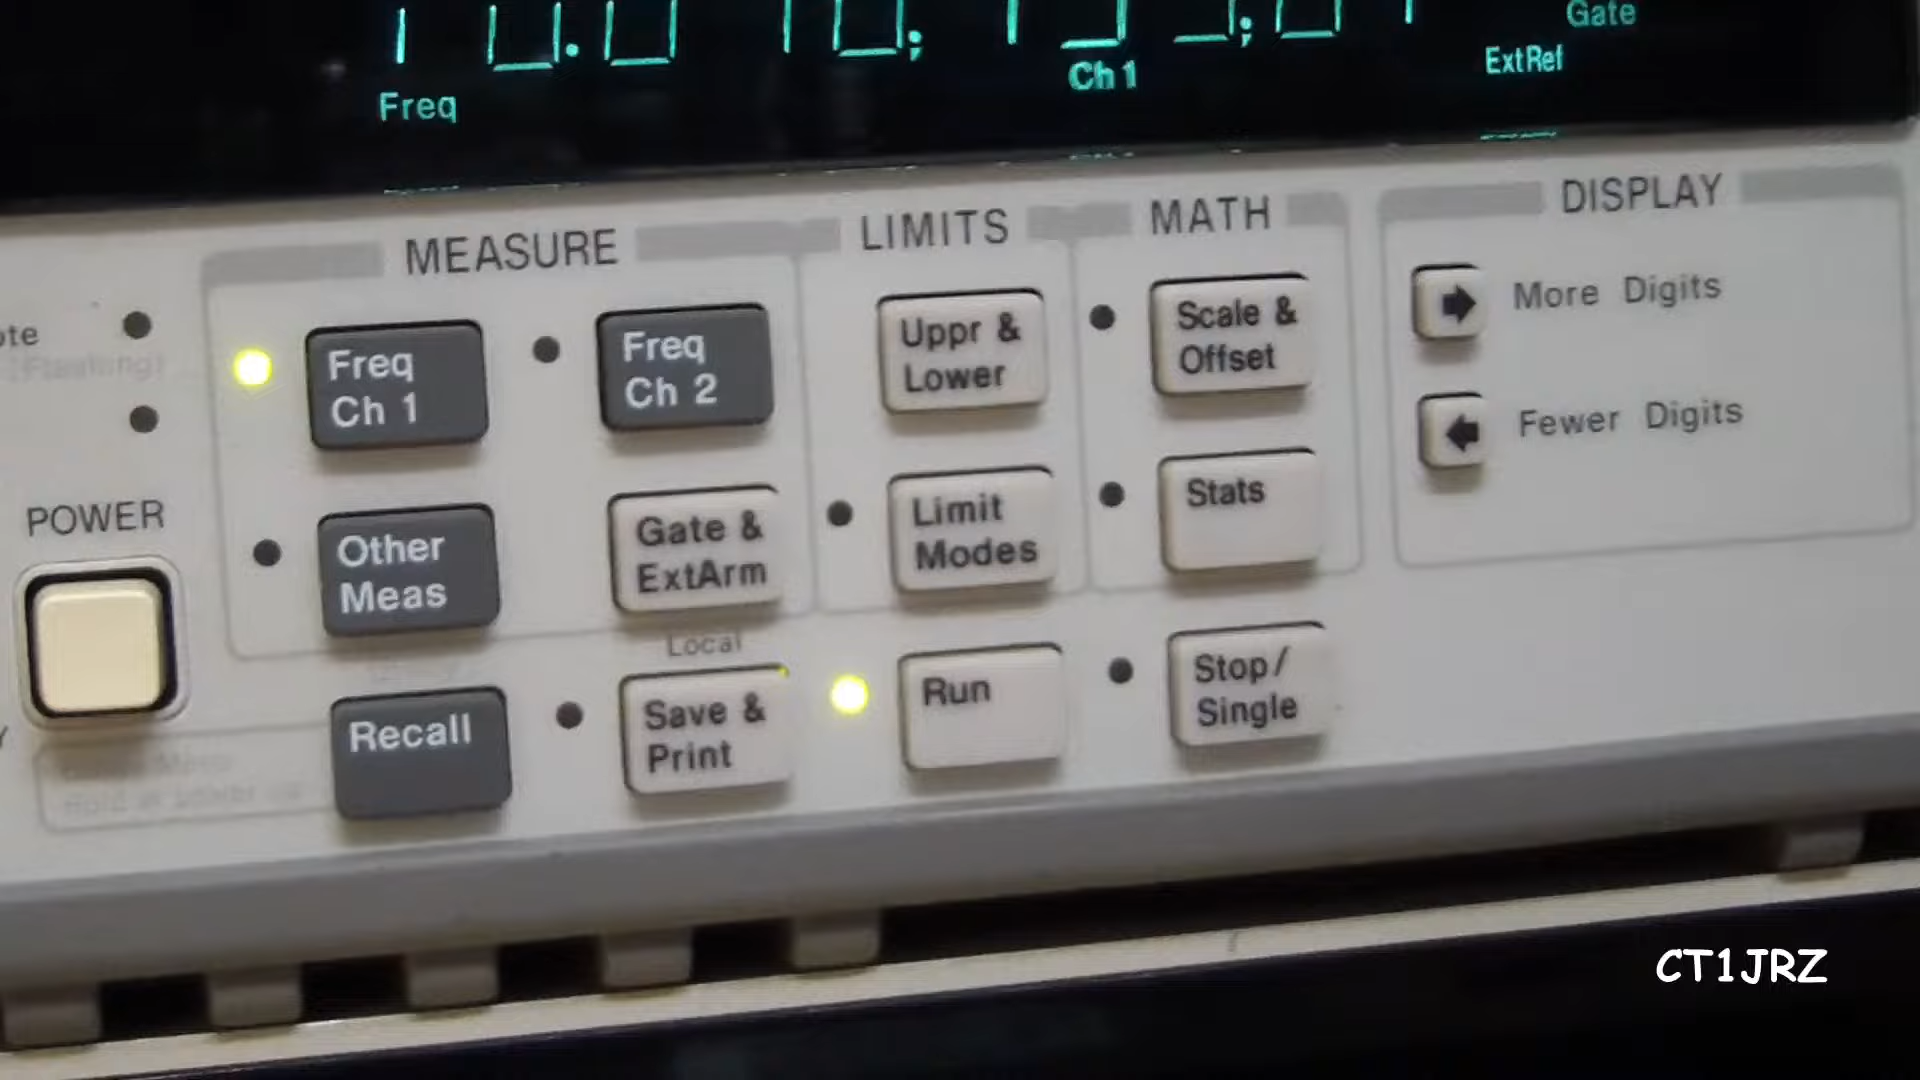 Gate
ExtRef
Ch 1
Freq
MEASURE
LIMITS
MATH
DISPLAY
(Flashing)
Freq
Ch 1
Freq
Ch 2
Uppr &
Lower
Scale &
Offset
More Digits
Fewer Digits
POWER
Other
Meas
Gate &
ExtArm
Limit
Modes
Stats
Local
Recall
Save &
Print
Run
Stop/
Single
CT1JRZ